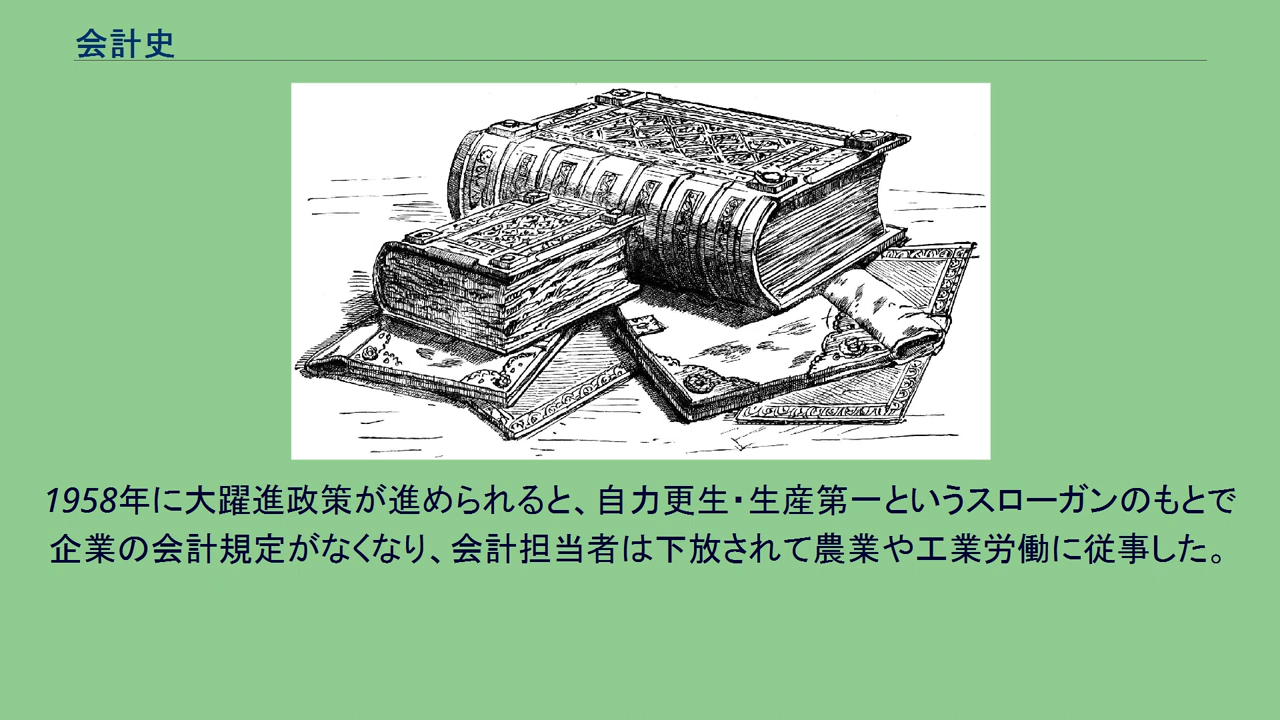 会計史
1958年に大躍進政策が進められると、自力更生・生産第一というスローガンのもとで
企業の会計規定がなくなり、会計担当者は下放されて農業や工業労働に従事した。